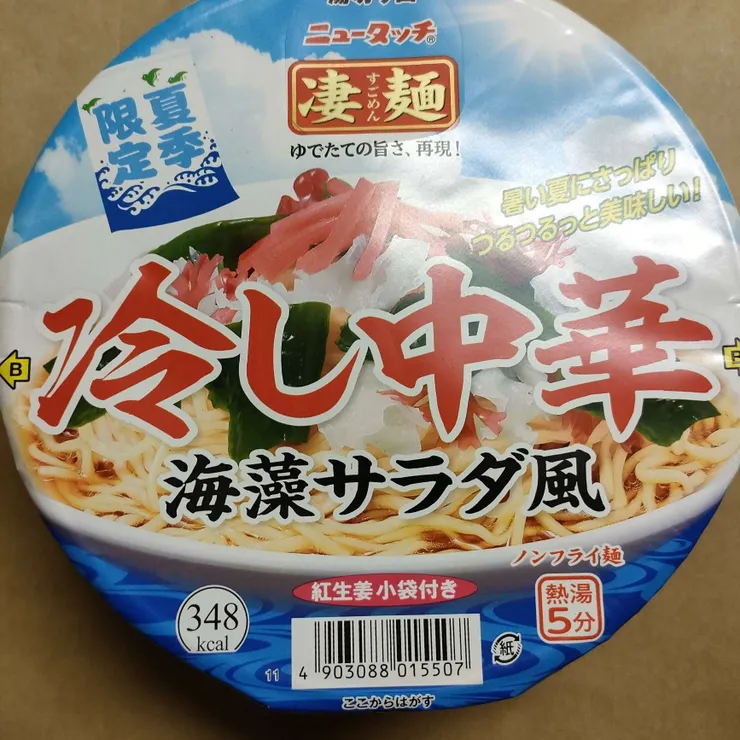 ニュータッチ®
凄麺
すごめん
ゆでたての旨さ、再現!
夏季
限定
暑い夏にさっぱり
つるつるっと美味しい!
冷し中華
B
海藻サラダ風
ノンフライ麺
紅生姜小袋付き
熱湯
5分
348
kcal
紙
11
4 903088 015507
ここからはがす